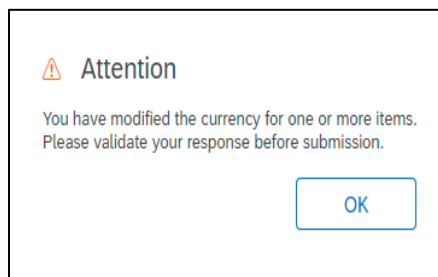 Attention
You have modified the currency for one or more items.
Please validate your response before submission.
OK